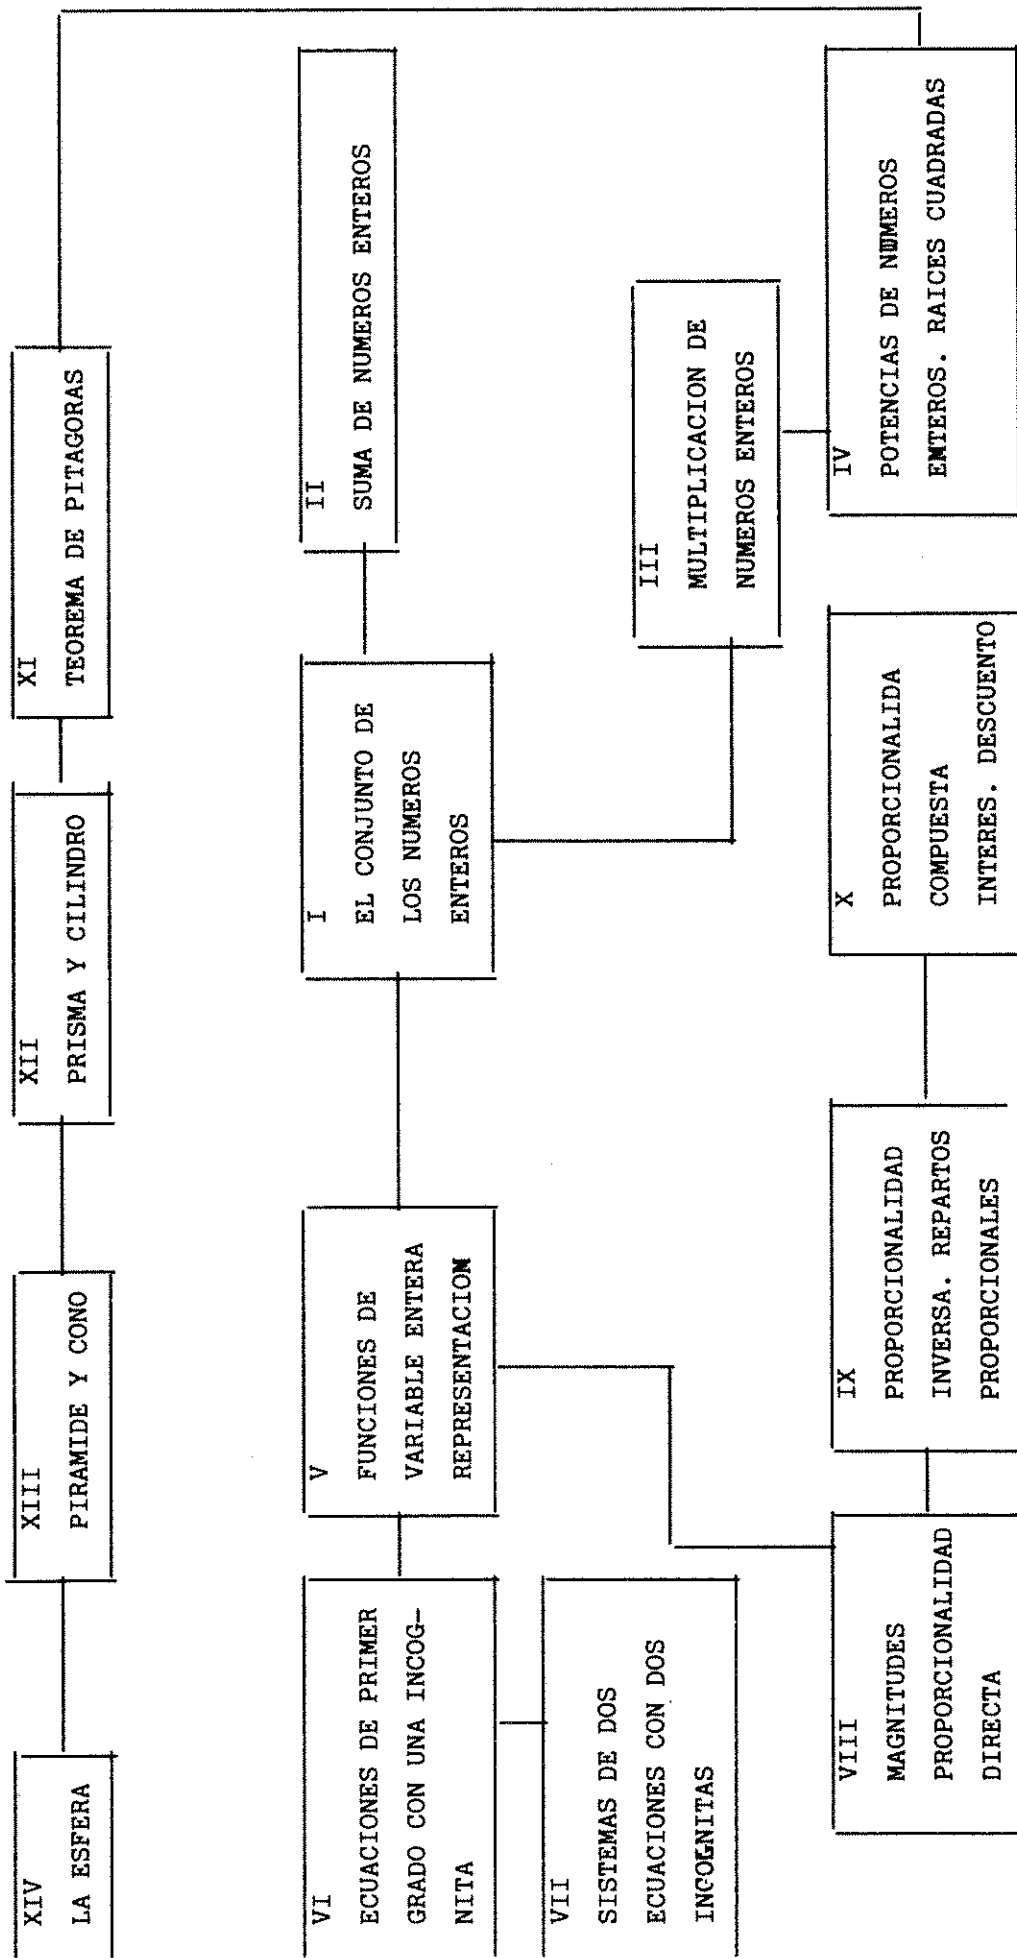 XIV
LA ESFERA
XIII
PIRAMIDE Y CONO
XII
PRISMA Y CILINDRO
XI
TEOREMA DE PITAGORAS
VI
ECUACIONES DE PRIMER
GRADO CON UNA INCOG-
NITA
V
FUNCIONES DE
VARIABLE ENTERA
REPRESENTACION
I
EL CONJUNTO DE
LOS NUMEROS
ENTEROS
II
SUMA DE NUMEROS ENTEROS
VII
SISTEMAS DE DOS
ECUACIONES CON DOS
INCOGNITAS
III
MULTIPLICACION DE
NUMEROS ENTEROS
VIII
MAGNITUDES
PROPORCIONALIDAD
DIRECTA
IX
PROPORCIONALIDAD
INVERSA. REPARTOS
PROPORCIONALES
X
PROPORCIONALIDA
COMPUESTA
INTERES. DESCUENTO
IV
POTENCIAS DE NUMEROS
ENTEROS. RAICES CUADRADAS